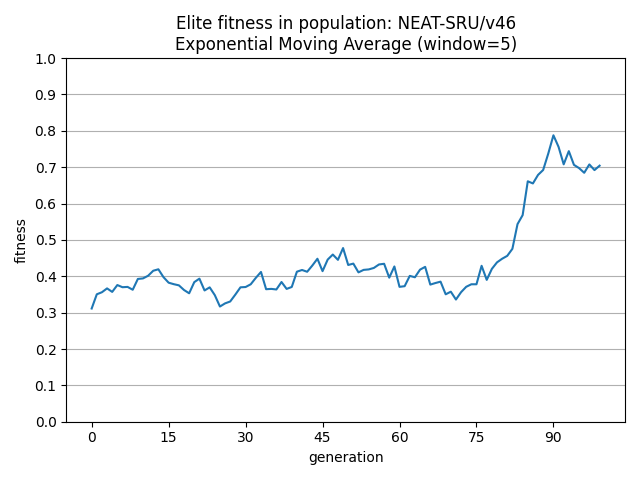 Elite fitness in population: NEAT-SRU/v46
Exponential Moving Average (window=5)
fitness
1.0
0.9
0.8
0.7
0.6
0.5
0.4
0.3
0.2
0.1
0.0
0 15 30 45 60 75 90
generation